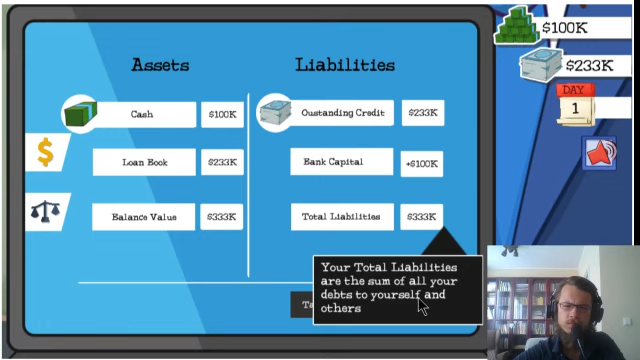 Assets
Liabilities
Cash
$100K
Oustanding Credit
$233K
Loan Book
$233K
Bank Capital
+$100K
Balance Value
$333K
Total Liabilities
$333K
Your Total Liabilities
are the sum of all your
debts to yourself and
others
$100K
$233K
DAY
1
$